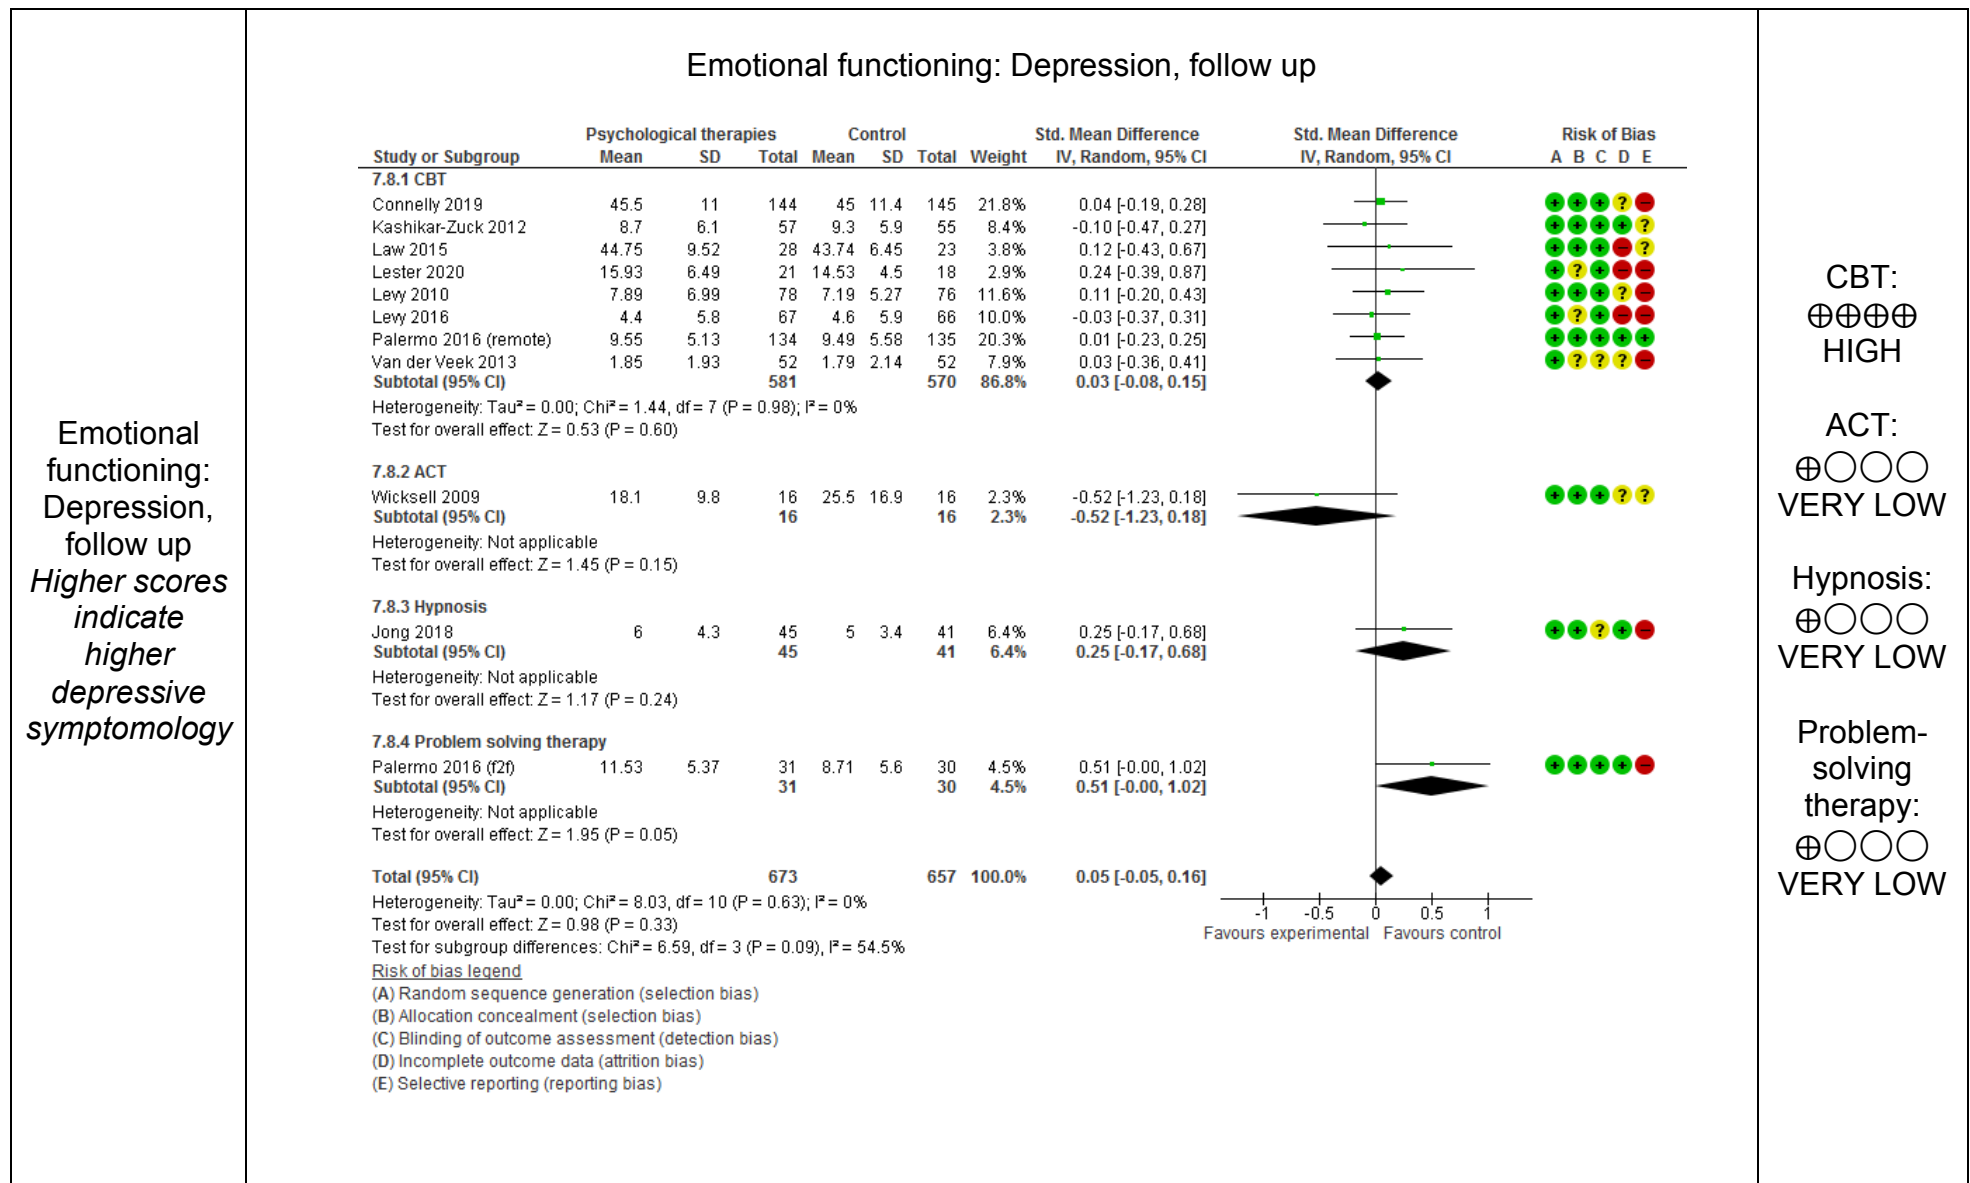 Emotional
functioning:
Depression,
follow up
Higher scores
indicate
higher
depressive
symptomology
Emotional functioning: Depression, follow up
Psychological therapies Control Std. Mean Difference Std. Mean Difference Risk of Bias
Study or Subgroup Mean SD Total Mean SD Total Weight IV, Random, 95% CI IV, Random, 95% CI A B C D E
7.8.1 CBT
Connelly 2019 45.5 11 144 45 11.4 145 21.8% 0.04 [-0.19, 0.28] + + + ? −
Kashikar-Zuck 2012 8.7 6.1 57 9.3 5.9 55 8.4% -0.10 [-0.47, 0.27] + + + + ?
Law 2015 44.75 9.52 28 43.74 6.45 23 3.8% 0.12 [-0.43, 0.67] + + + − ?
Lester 2020 15.93 6.49 21 14.53 4.5 18 2.9% 0.24 [-0.39, 0.87] + ? + − −
Levy 2010 7.89 6.99 78 7.19 5.27 76 11.6% 0.11 [-0.20, 0.43] + + + ? −
Levy 2016 4.4 5.8 67 4.6 5.9 66 10.0% -0.03 [-0.37, 0.31] + ? + − −
Palermo 2016 (remote) 9.55 5.13 134 9.49 5.58 135 20.3% 0.01 [-0.23, 0.25] + + + + +
Van der Veek 2013 1.85 1.93 52 1.79 2.14 52 7.9% 0.03 [-0.36, 0.41] + ? ? ? −
Subtotal (95% CI) 581 570 86.8% 0.03 [-0.08, 0.15]
Heterogeneity: Tau² = 0.00; Chi² = 1.44, df = 7 (P = 0.98); I² = 0%
Test for overall effect: Z = 0.53 (P = 0.60)
7.8.2 ACT
Wicksell 2009 18.1 9.8 16 25.5 16.9 16 2.3% -0.52 [-1.23, 0.18] + + + ? ?
Subtotal (95% CI) 16 16 2.3% -0.52 [-1.23, 0.18]
Heterogeneity: Not applicable
Test for overall effect: Z = 1.45 (P = 0.15)
7.8.3 Hypnosis
Jong 2018 6 4.3 45 5 3.4 41 6.4% 0.25 [-0.17, 0.68] + + ? + −
Subtotal (95% CI) 45 41 6.4% 0.25 [-0.17, 0.68]
Heterogeneity: Not applicable
Test for overall effect: Z = 1.17 (P = 0.24)
7.8.4 Problem solving therapy
Palermo 2016 (f2f) 11.53 5.37 31 8.71 5.6 30 4.5% 0.51 [-0.00, 1.02] + + + + −
Subtotal (95% CI) 31 30 4.5% 0.51 [-0.00, 1.02]
Heterogeneity: Not applicable
Test for overall effect: Z = 1.95 (P = 0.05)
Total (95% CI) 673 657 100.0% 0.05 [-0.05, 0.16]
Heterogeneity: Tau² = 0.00; Chi² = 8.03, df = 10 (P = 0.63); I² = 0%
Test for overall effect: Z = 0.98 (P = 0.33)
Test for subgroup differences: Chi² = 6.59, df = 3 (P = 0.09), I² = 54.5%
-1 -0.5 0 0.5 1
Favours experimental Favours control
Risk of bias legend
(A) Random sequence generation (selection bias)
(B) Allocation concealment (selection bias)
(C) Blinding of outcome assessment (detection bias)
(D) Incomplete outcome data (attrition bias)
(E) Selective reporting (reporting bias)
CBT:
⊕⊕⊕⊕
HIGH
ACT:
⊕◯◯◯
VERY LOW
Hypnosis:
⊕◯◯◯
VERY LOW
Problem-
solving
therapy:
⊕◯◯◯
VERY LOW